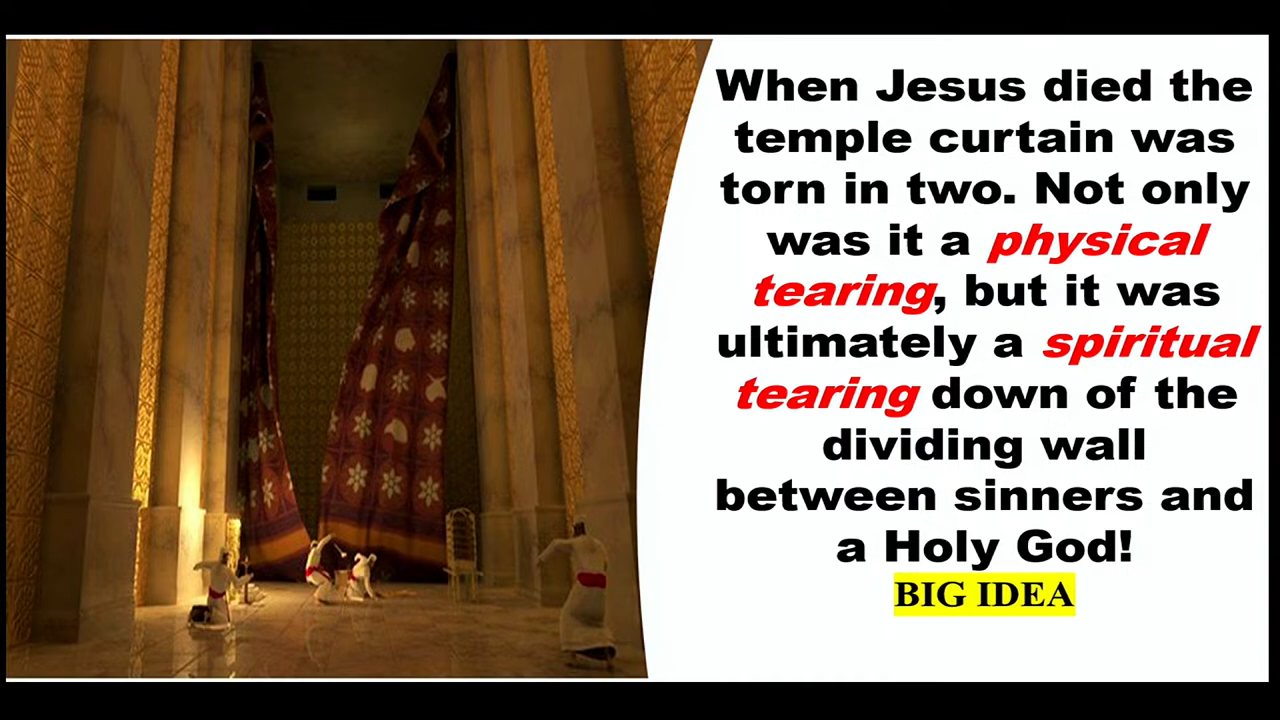 When Jesus died the
temple curtain was
torn in two. Not only
was it a physical
tearing, but it was
ultimately a spiritual
tearing down of the
dividing wall
between sinners and
a Holy God!
BIG IDEA